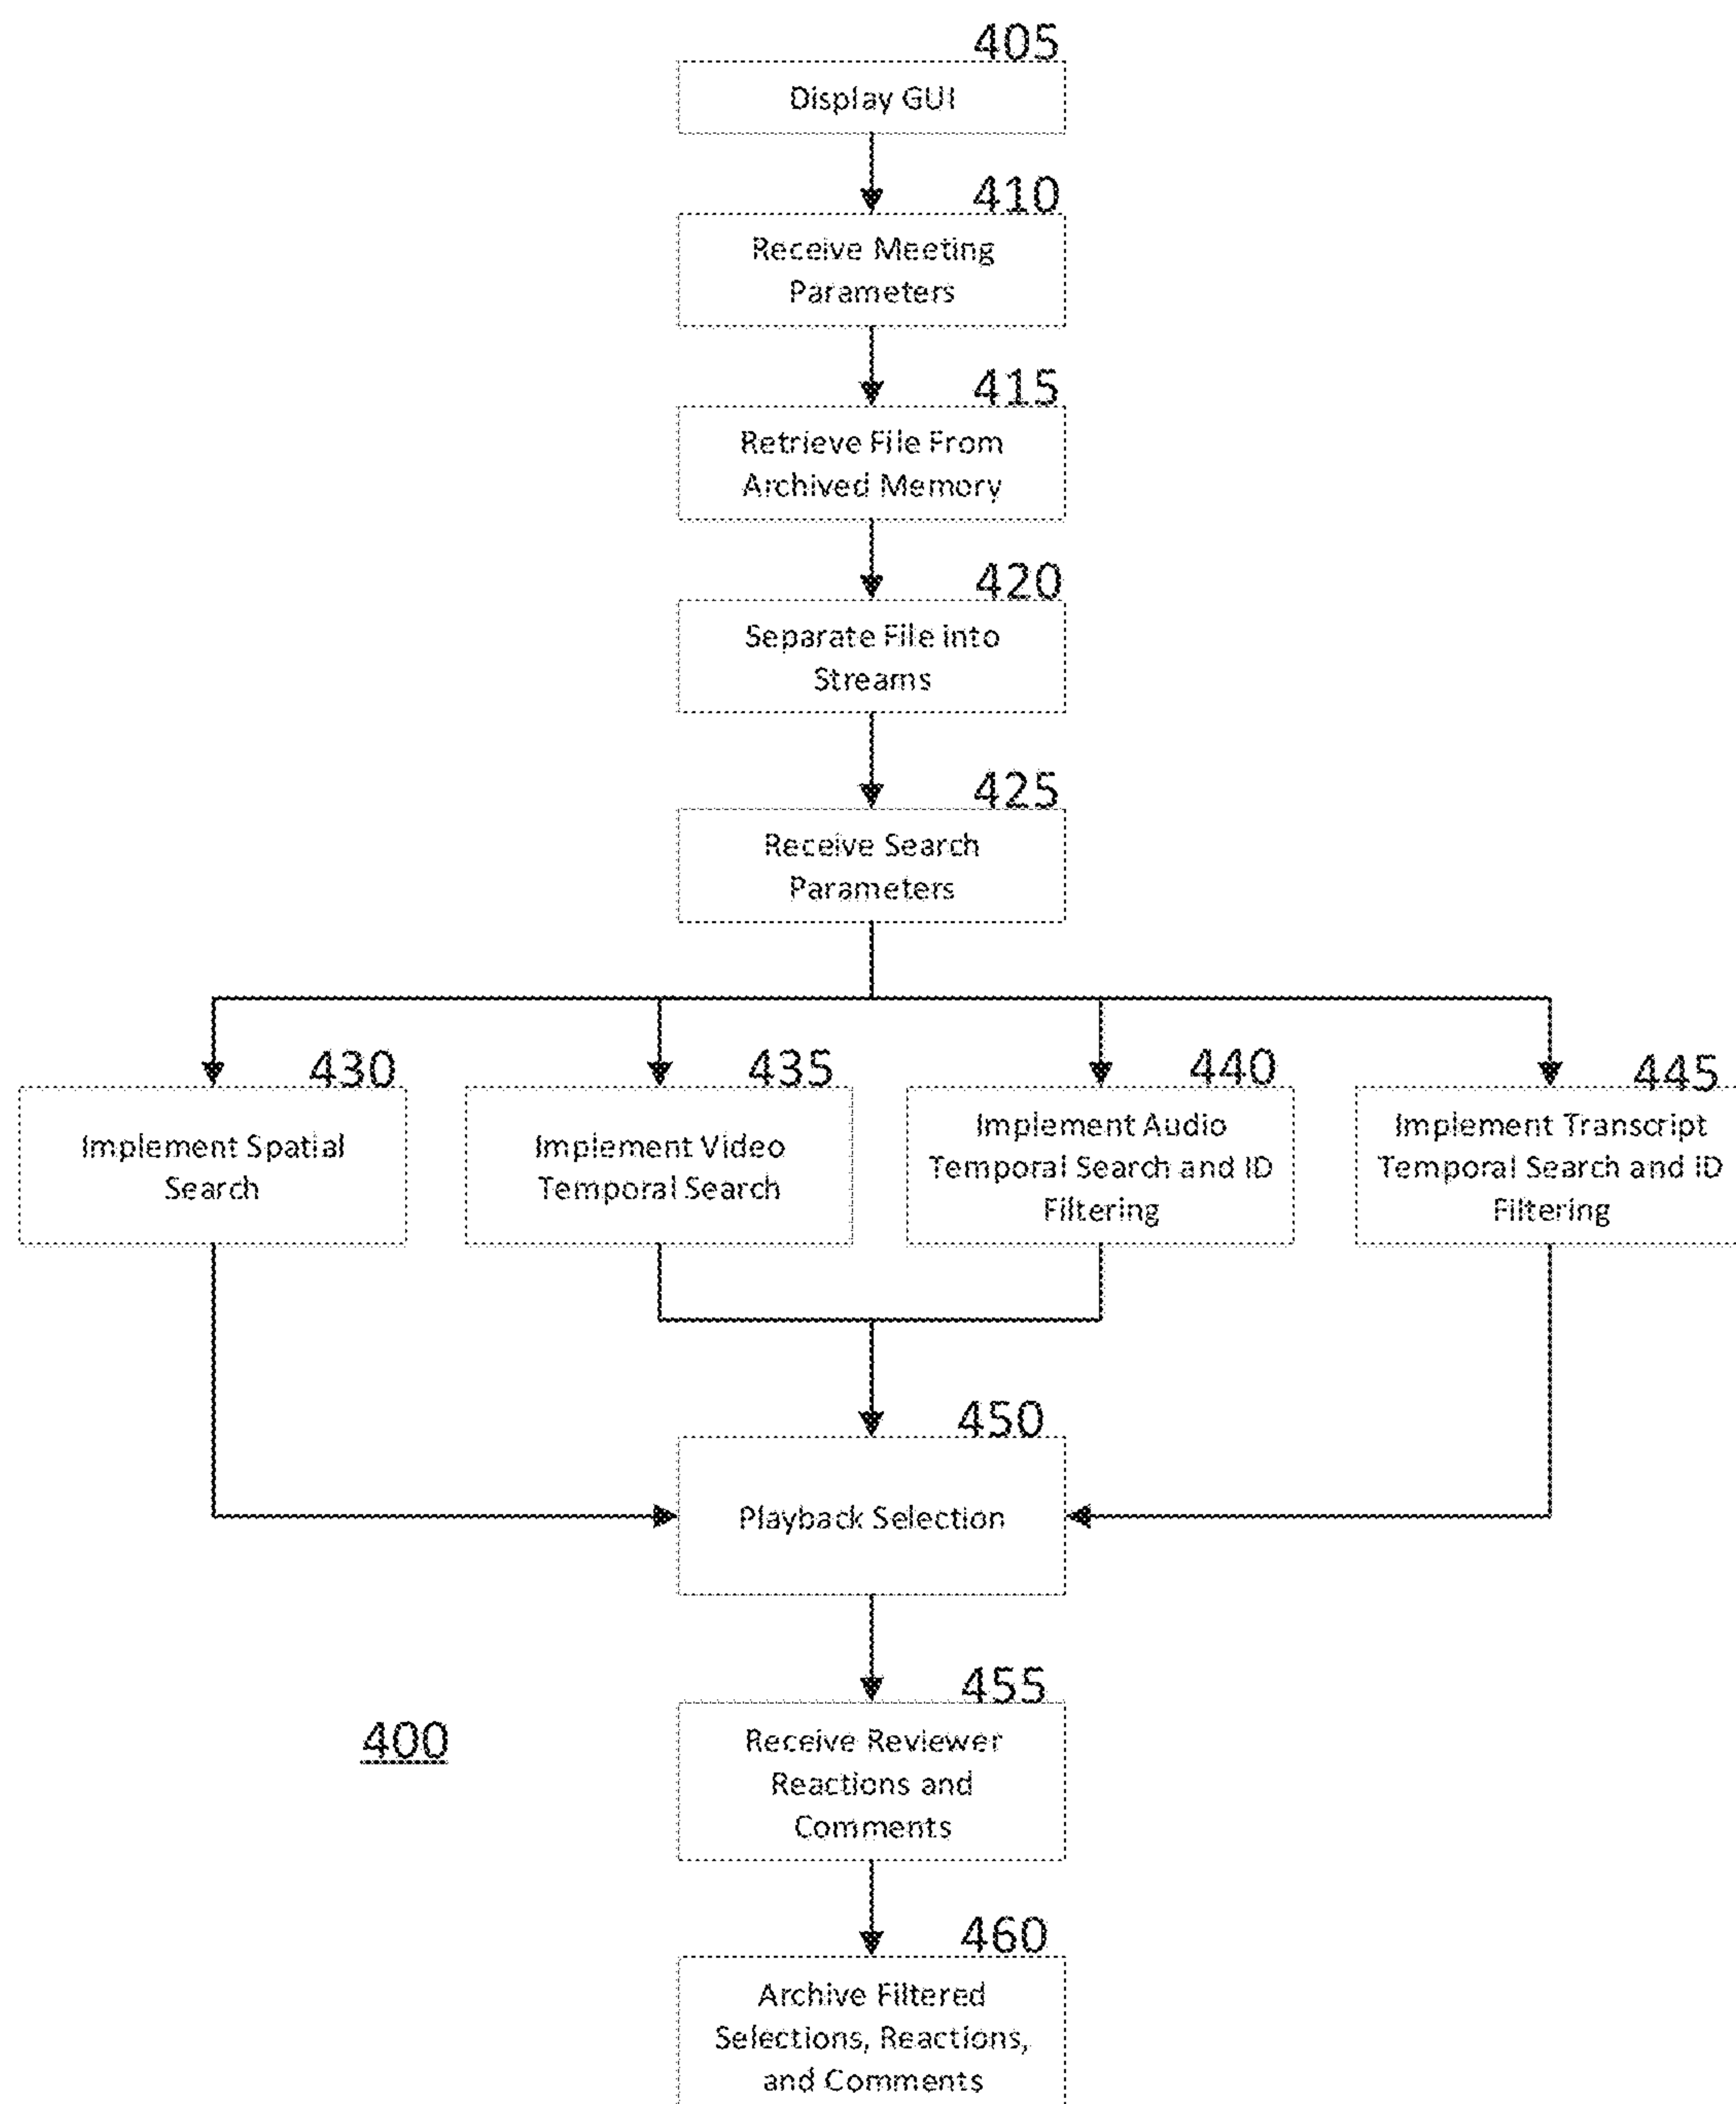 405
Display GUI
410
Receive Meeting
Parameters
415
Retrieve File From
Archived Memory
420
Separate File into
Streams
425
Receive Search
Parameters
430
Implement Spatial
Search
435
Implement Video
Temporal Search
440
Implement Audio
Temporal Search and ID
Filtering
445
Implement Transcript
Temporal Search and ID
Filtering
450
Playback Selection
455
Receive Reviewer
Reactions and
Comments
400
460
Archive Filtered
Selections, Reactions,
and Comments